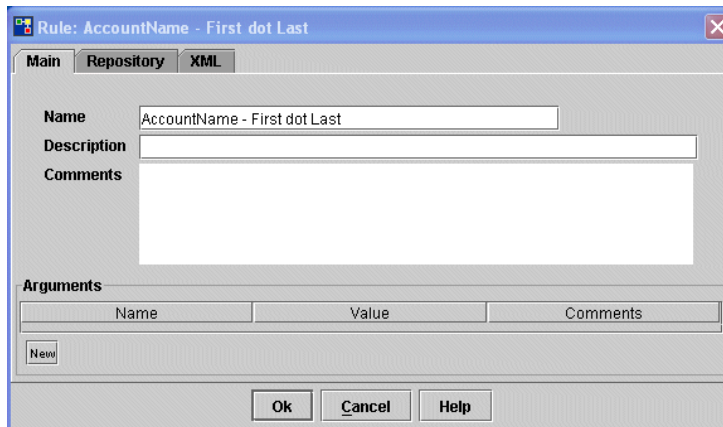 Rule: AccountName - First dot Last
Main Repository XML
Name AccountName - First dot Last
Description
Comments
Arguments
Name Value Comments
New
Ok Cancel Help